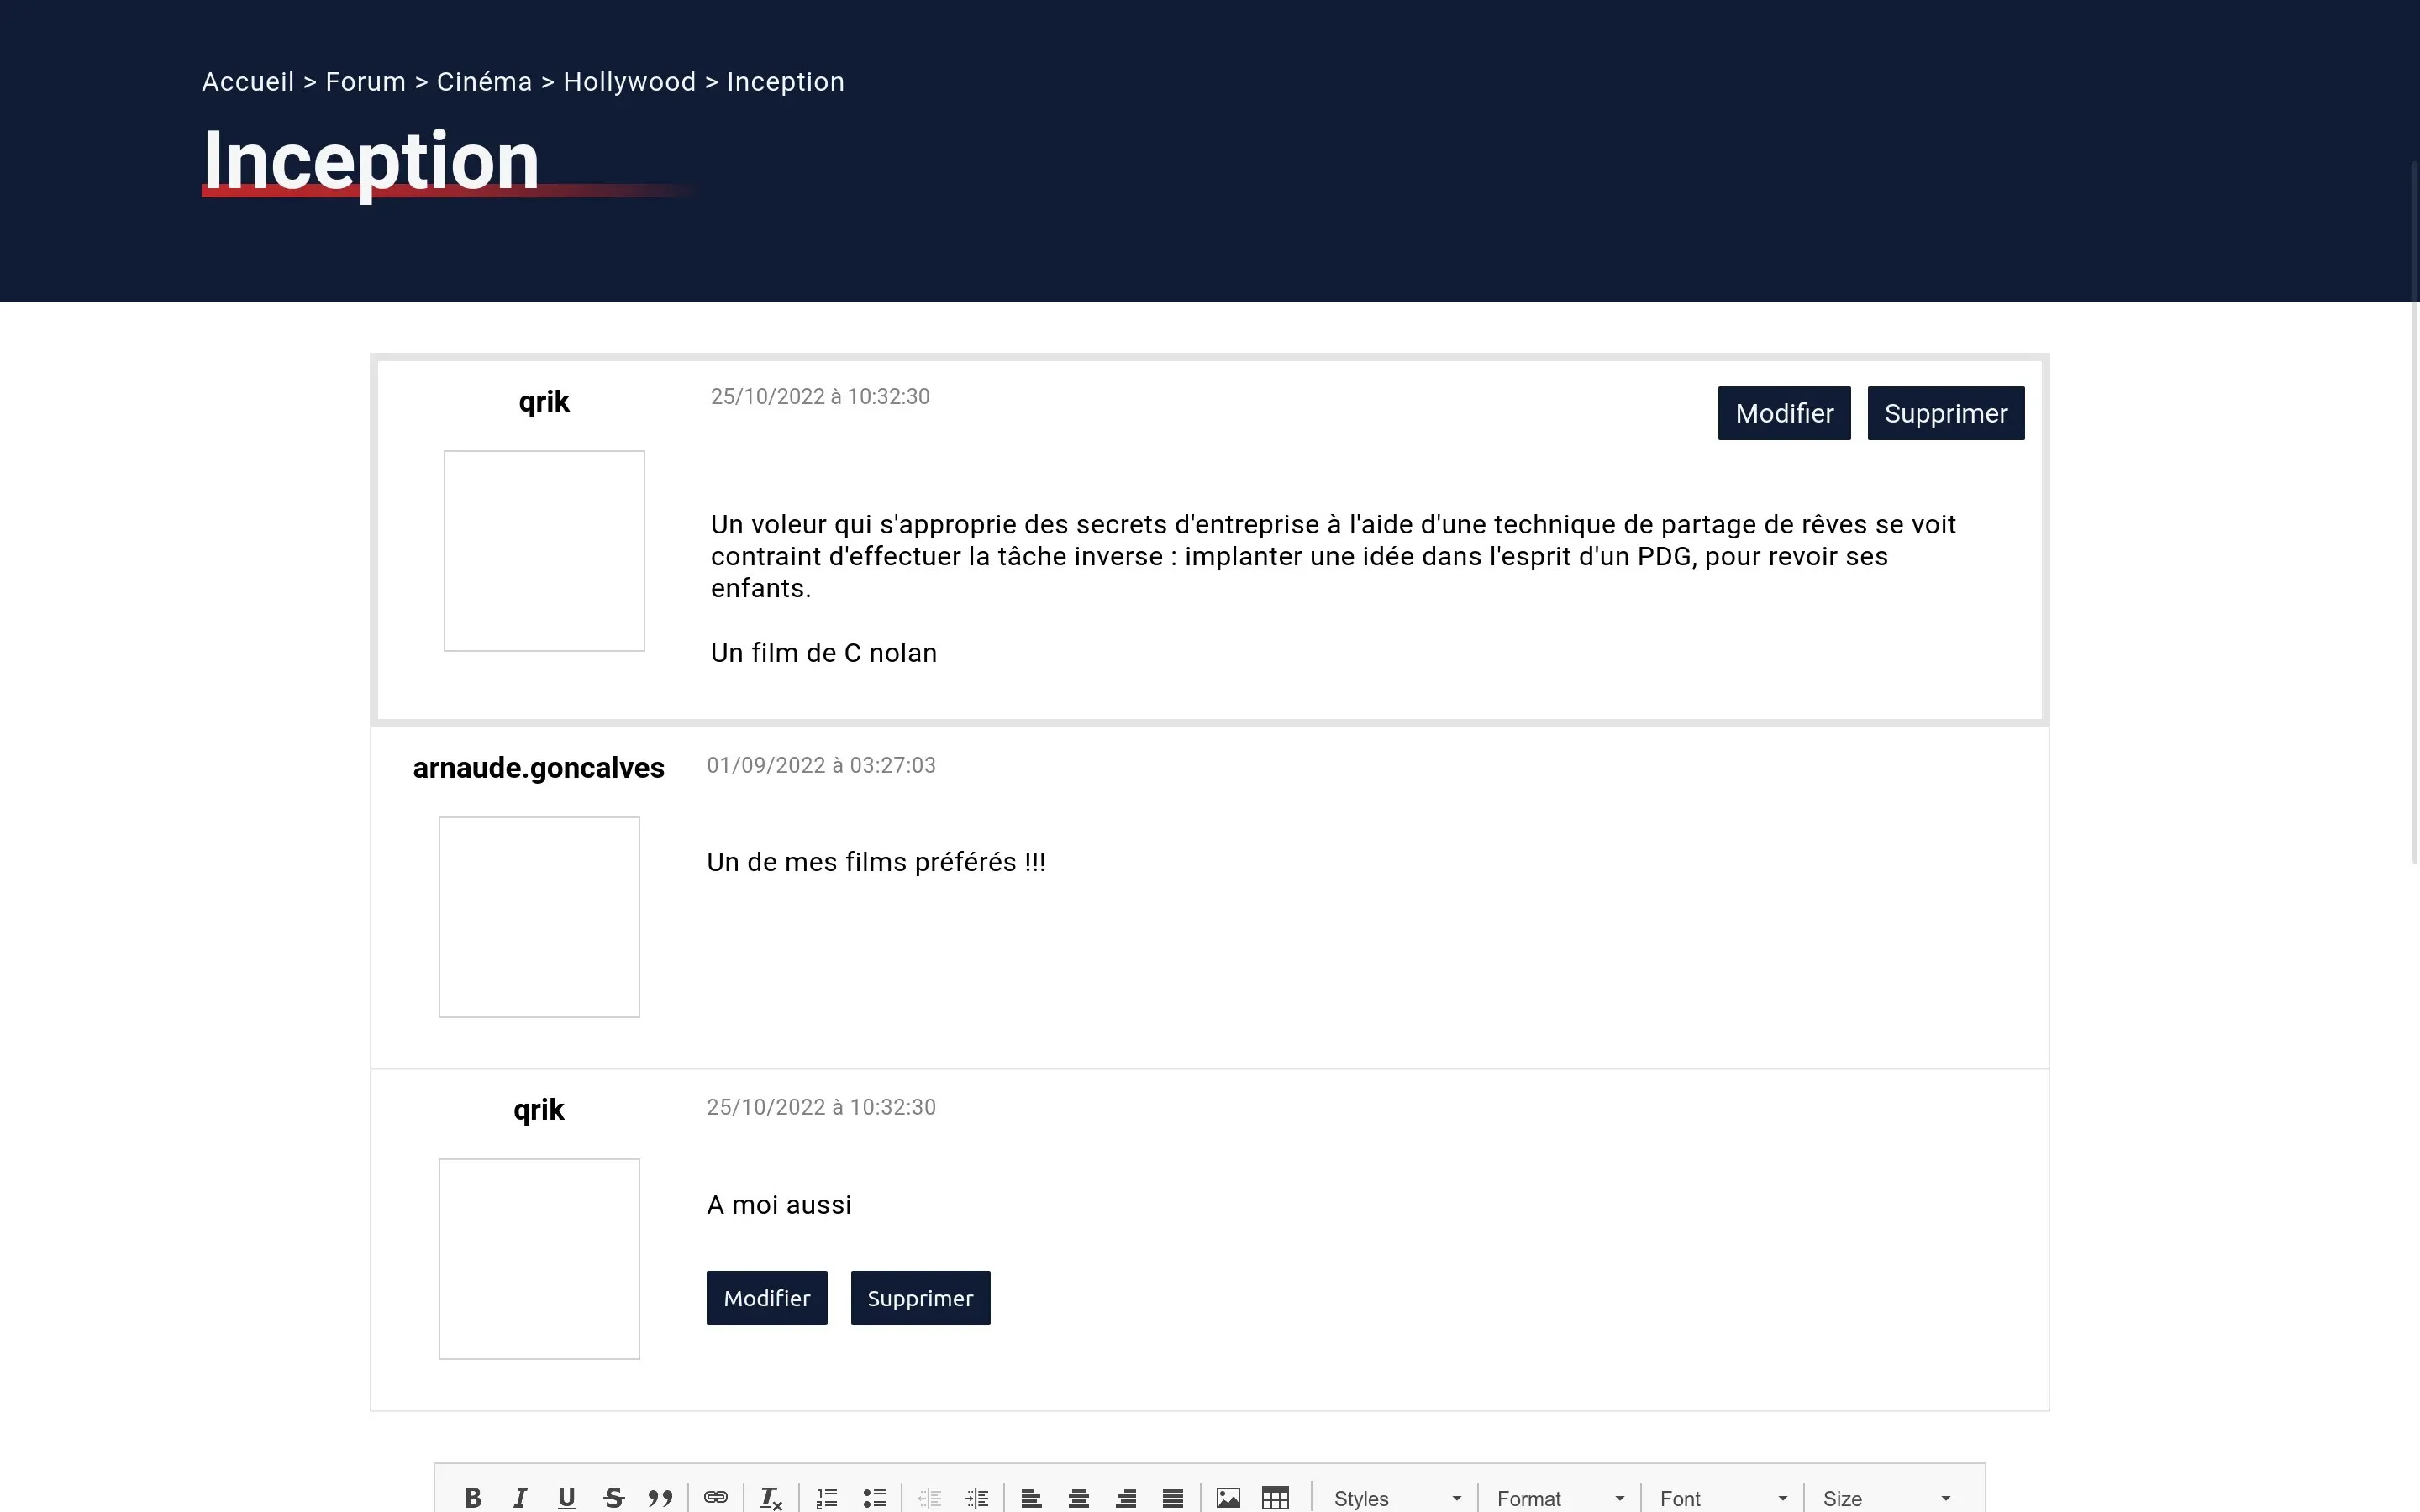 Accueil > Forum > Cinéma > Hollywood > Inception
Inception
qrik
25/10/2022 à 10:32:30
Modifier
Supprimer
Un voleur qui s'approprie des secrets d'entreprise à l'aide d'une technique de partage de rêves se voit
contraint d'effectuer la tâche inverse : implanter une idée dans l'esprit d'un PDG, pour revoir ses
enfants.
Un film de C nolan
arnaude.goncalves
01/09/2022 à 03:27:03
Un de mes films préférés !!!
qrik
25/10/2022 à 10:32:30
A moi aussi
Modifier
Supprimer
Styles
Format
Font
Size